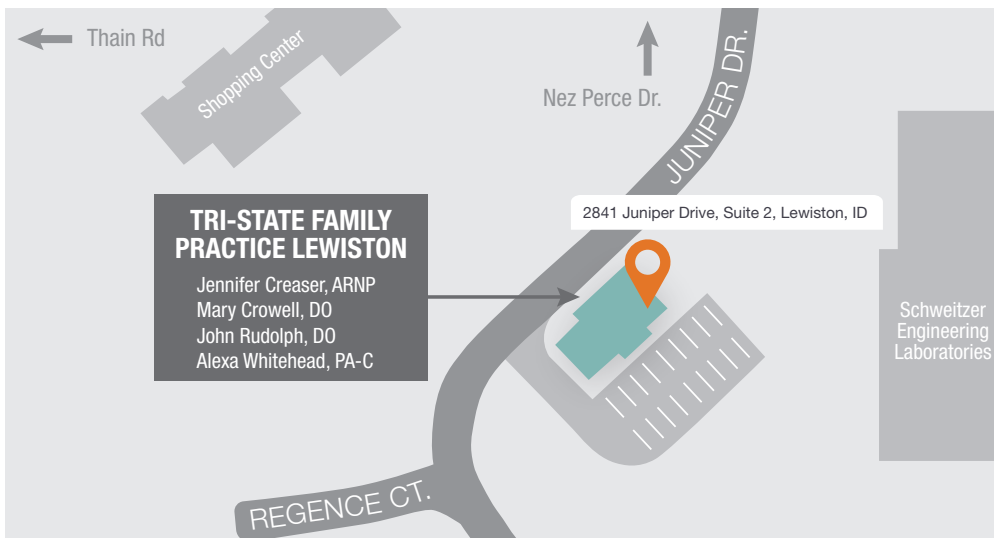 Thain Rd
Shopping Center
Nez Perce Dr.
JUNIPER DR.
TRI-STATE FAMILY
PRACTICE LEWISTON
Jennifer Creaser, ARNP
Mary Crowell, DO
John Rudolph, DO
Alexa Whitehead, PA-C
2841 Juniper Drive, Suite 2, Lewiston, ID
Schweitzer
Engineering
Laboratories
REGENCE CT.